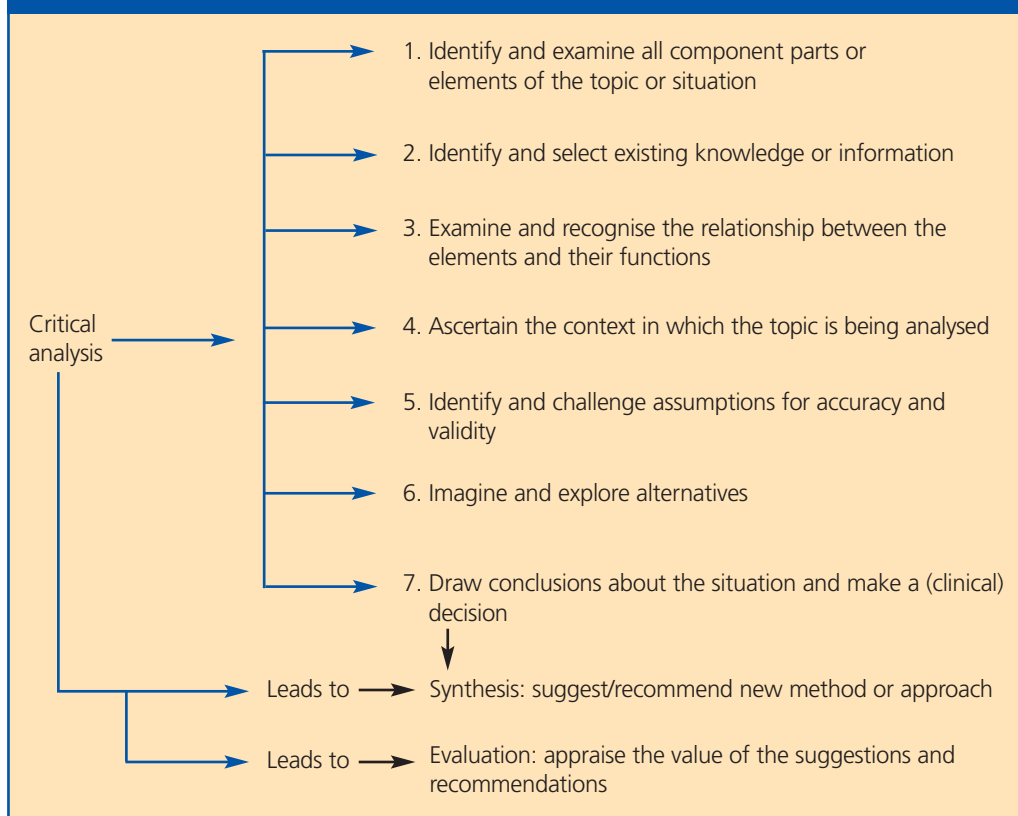 1. Identify and examine all component parts or
elements of the topic or situation
2. Identify and select existing knowledge or information
3. Examine and recognise the relationship between the
elements and their functions
Critical
analysis
4. Ascertain the context in which the topic is being analysed
5. Identify and challenge assumptions for accuracy and
validity
6. Imagine and explore alternatives
7. Draw conclusions about the situation and make a (clinical)
decision
Leads to
Synthesis: suggest/recommend new method or approach
Leads to
Evaluation: appraise the value of the suggestions and
recommendations